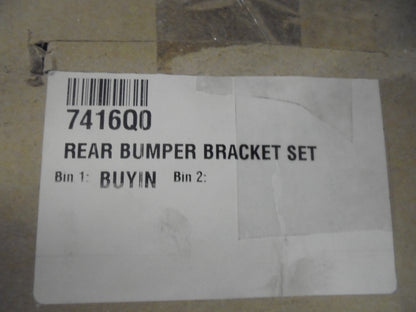 7416Q0
REAR BUMPER BRACKET SET
Bin 1: BUYIN Bin 2: